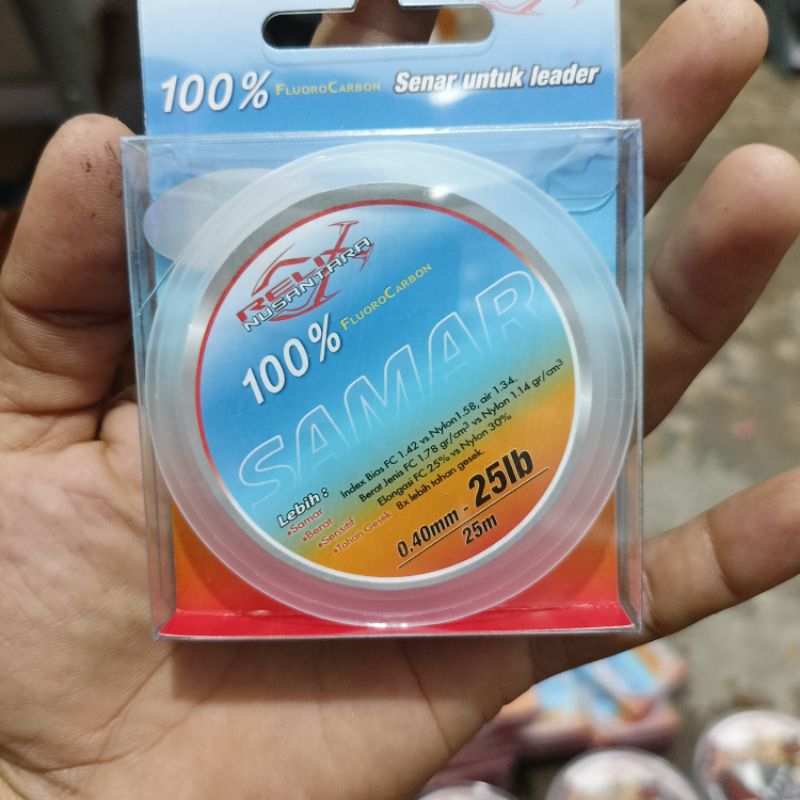 100% FluoroCarbon Senar untuk leader
RELIX
NUSANTARA
100% FluoroCarbon
SAMAR
Lebih :
•Samar Index Bias FC 1.42 vs Nylon1.58, air 1.34.
•Berat Berat Jenis FC 1.78 gr/cm³ vs Nylon 1.14 gr/cm³
•Sensitif Elongasi FC 25% vs Nylon 30%
•Tahan Gesek 8x lebih tahan gesek.
0.40mm - 25lb
25m